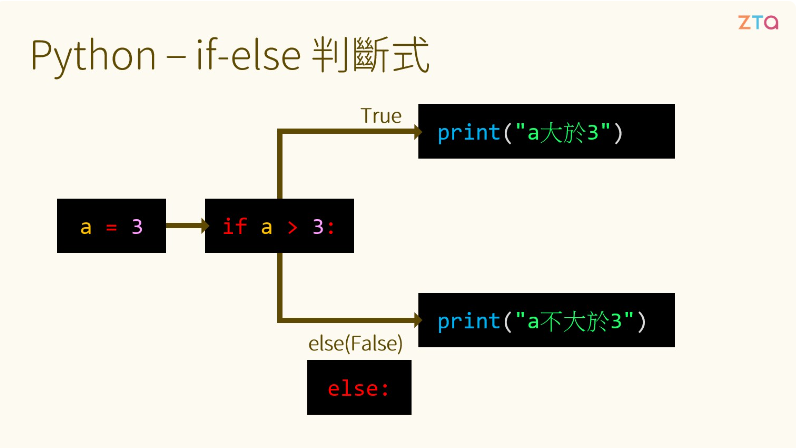 ZTA
Python – if-else 判斷式
True
print("a大於3")
a = 3
if a > 3:
print("a不大於3")
else(False)
else: